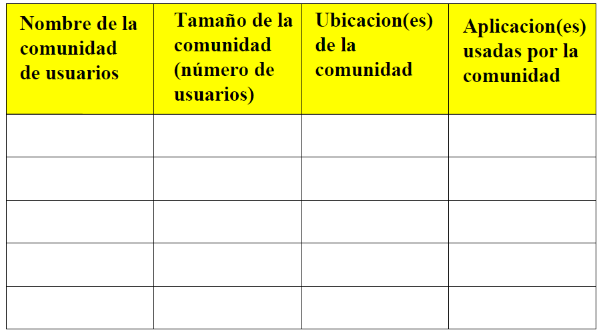 Nombre de la
comunidad
de usuarios
Tamaño de la
comunidad
(número de
usuarios)
Ubicacion(es)
de la
comunidad
Aplicacion(es)
usadas por la
comunidad